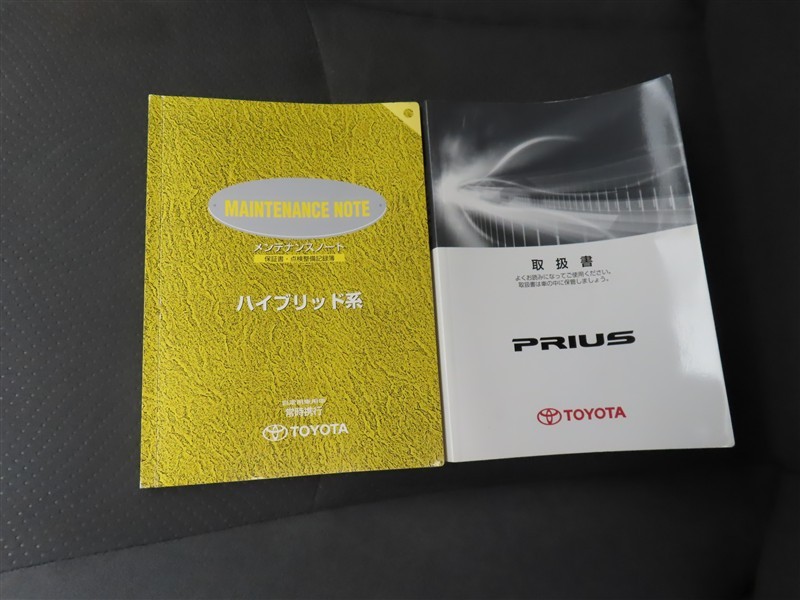 MAINTENANCE NOTE
メンテナンスノート
保証書・点検整備記録簿
ハイブリッド系
常時携行
TOYOTA
取扱書
よくお読みになってご使用ください。
取扱書は車の中に保管しましょう。
PRIUS
TOYOTA